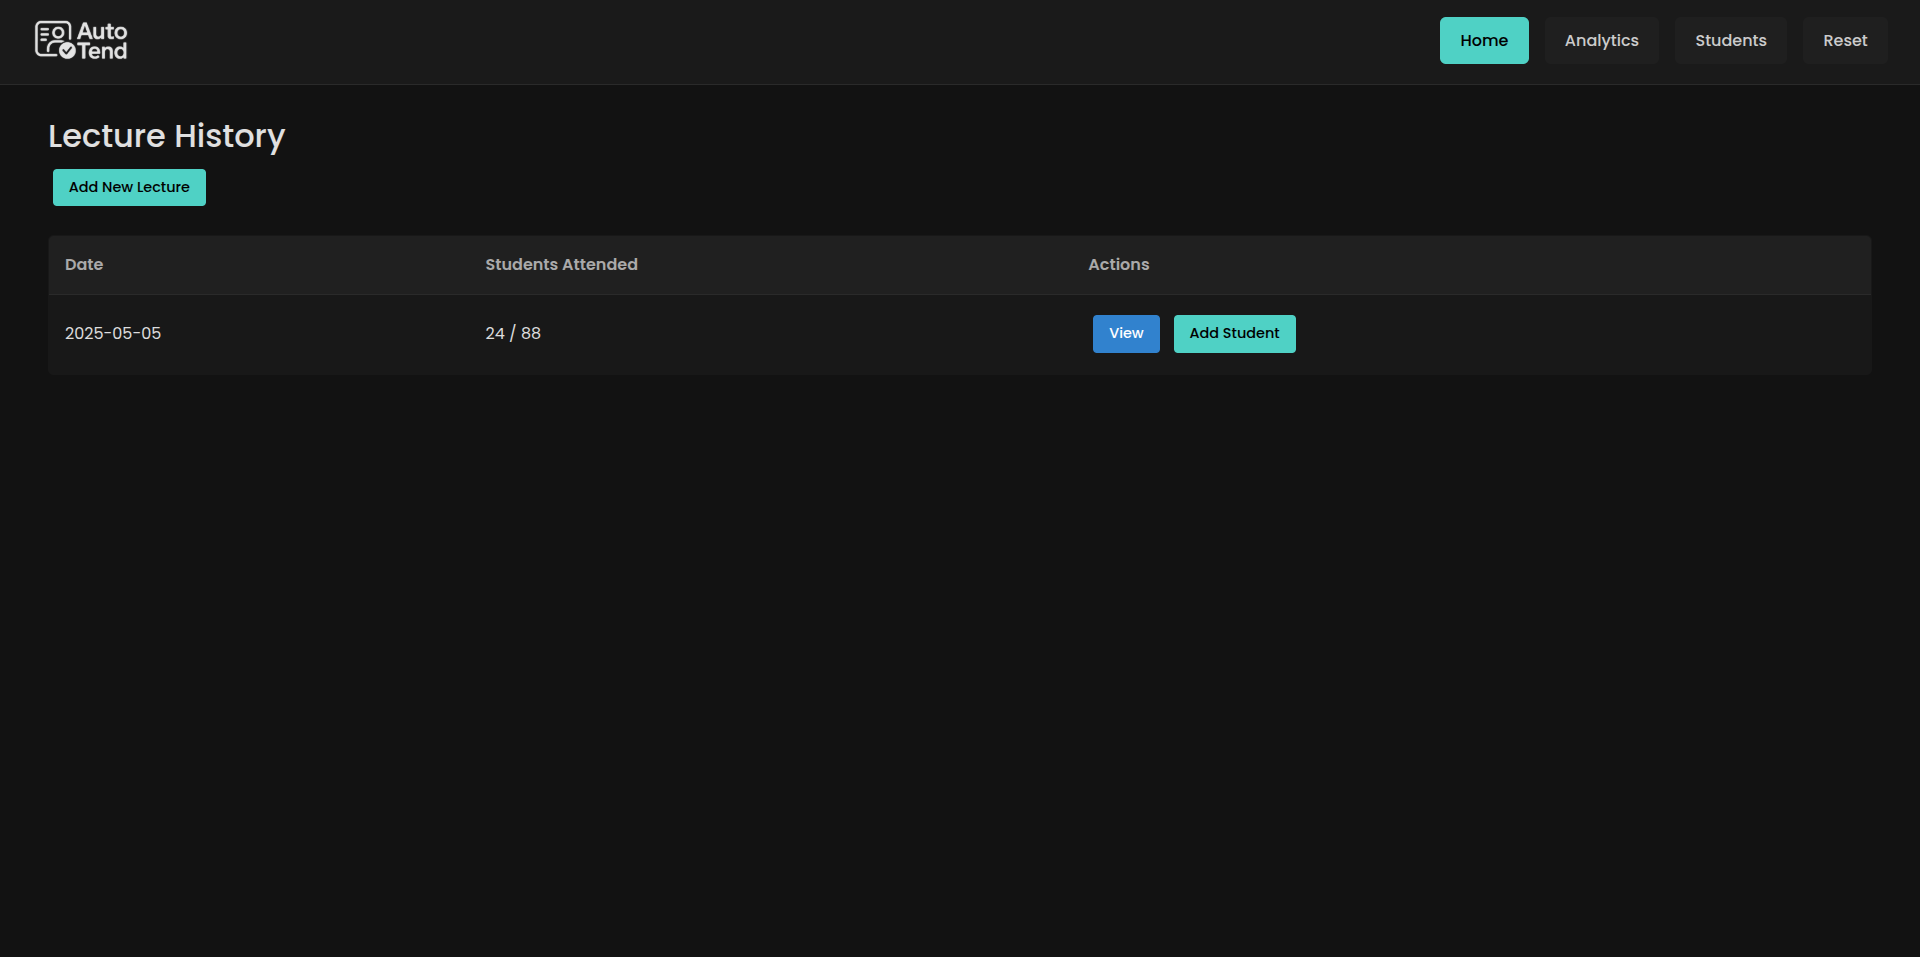 Auto
Tend
Home Analytics Students Reset
Lecture History
Add New Lecture
Date Students Attended Actions
2025-05-05 24 / 88 View Add Student